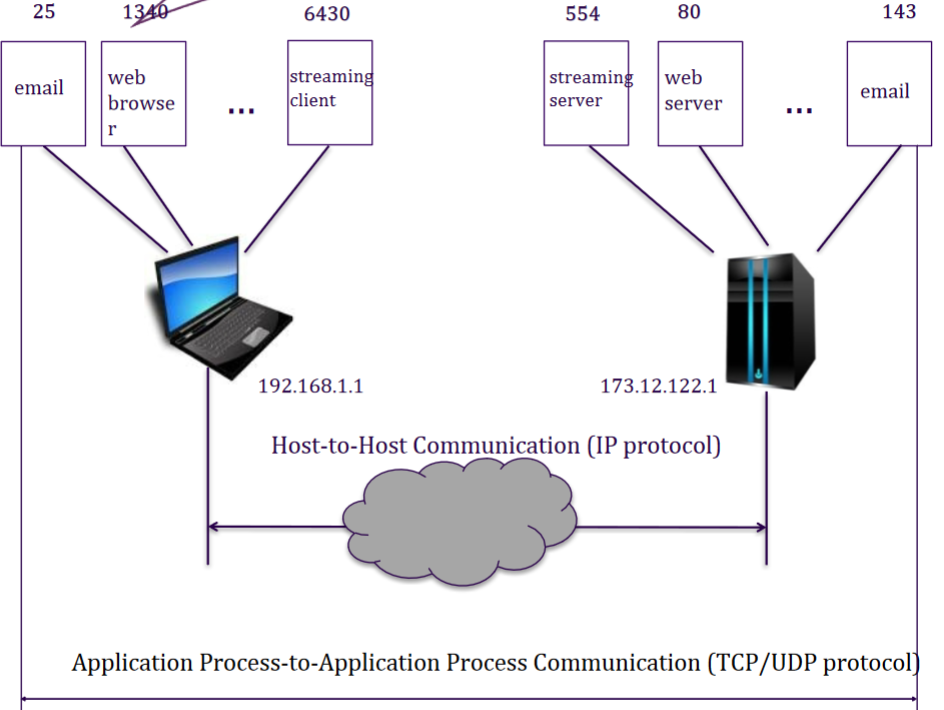 25 1340 6430 554 80 143
email
web
browse
r
...
streaming
client
streaming
server
web
server
...
email
192.168.1.1
173.12.122.1
Host-to-Host Communication (IP protocol)
Application Process-to-Application Process Communication (TCP/UDP protocol)